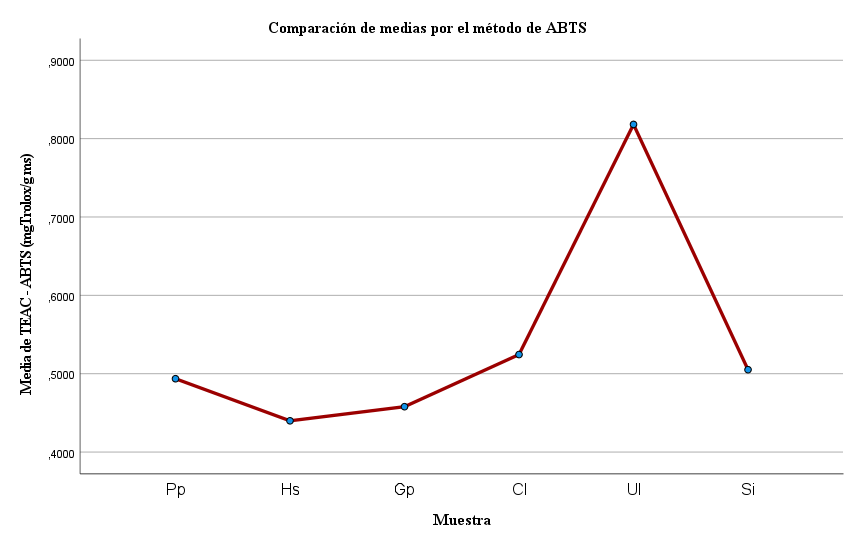 Comparación de medias por el método de ABTS
Media de TEAC - ABTS (mgTrolox/gms)
,9000
,8000
,7000
,6000
,5000
,4000
Pp Hs Gp Cl Ul Si
Muestra